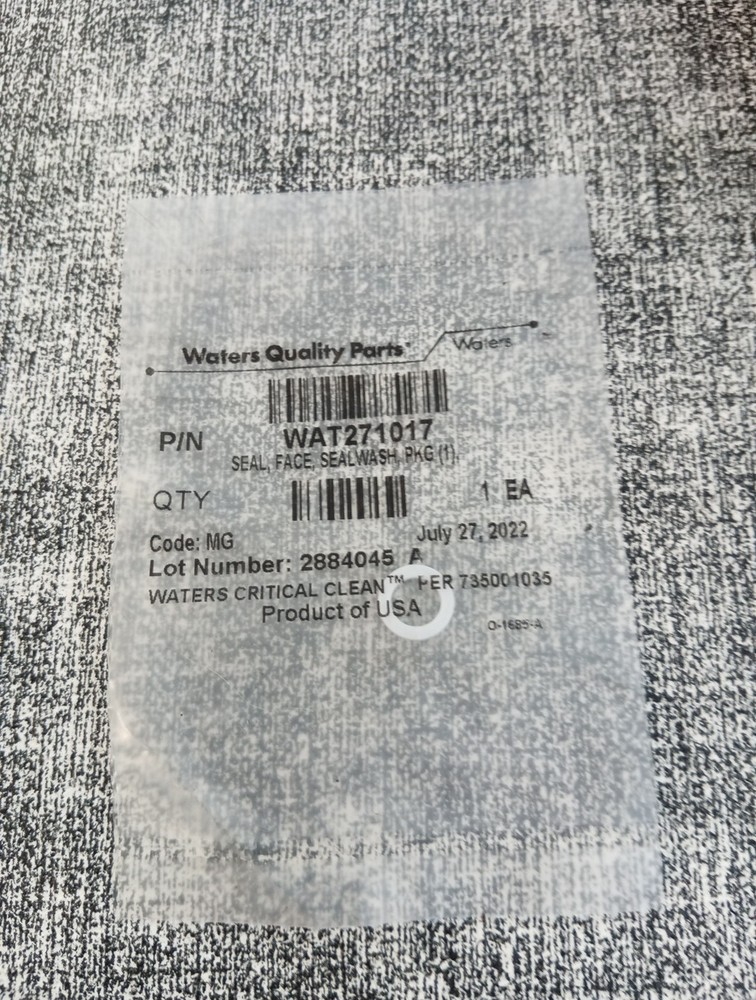 Waters Quality Parts
Waters
P/N WAT271017
SEAL, FACE, SEALWASH, PKG (1).
QTY 1 EA
Code: MG July 27, 2022
Lot Number: 2884045 A
WATERS CRITICAL CLEAN™ PER 735001035
Product of USA
O-1685-A